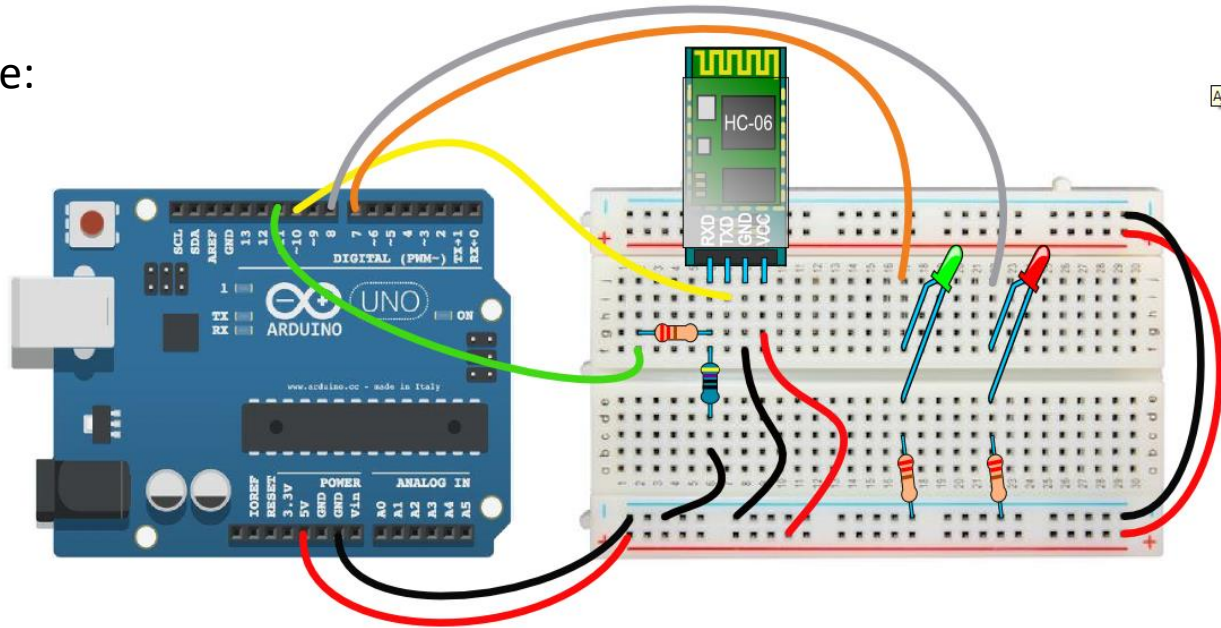 e:
A
HC-06
RXD
TXD
GND
VCC
SCL
SDA
AREF
GND
13
12
11
~10
~9
8
7
~6
~5
4
~3
2
TX→1
RX←0
DIGITAL (PWM~)
1
TX
RX
ARDUINO
UNO
ON
www.arduino.cc - made in Italy
POWER
ANALOG IN
IOREF
RESET
3.3V
5V
GND
GND
Vin
A0
A1
A2
A3
A4
A5